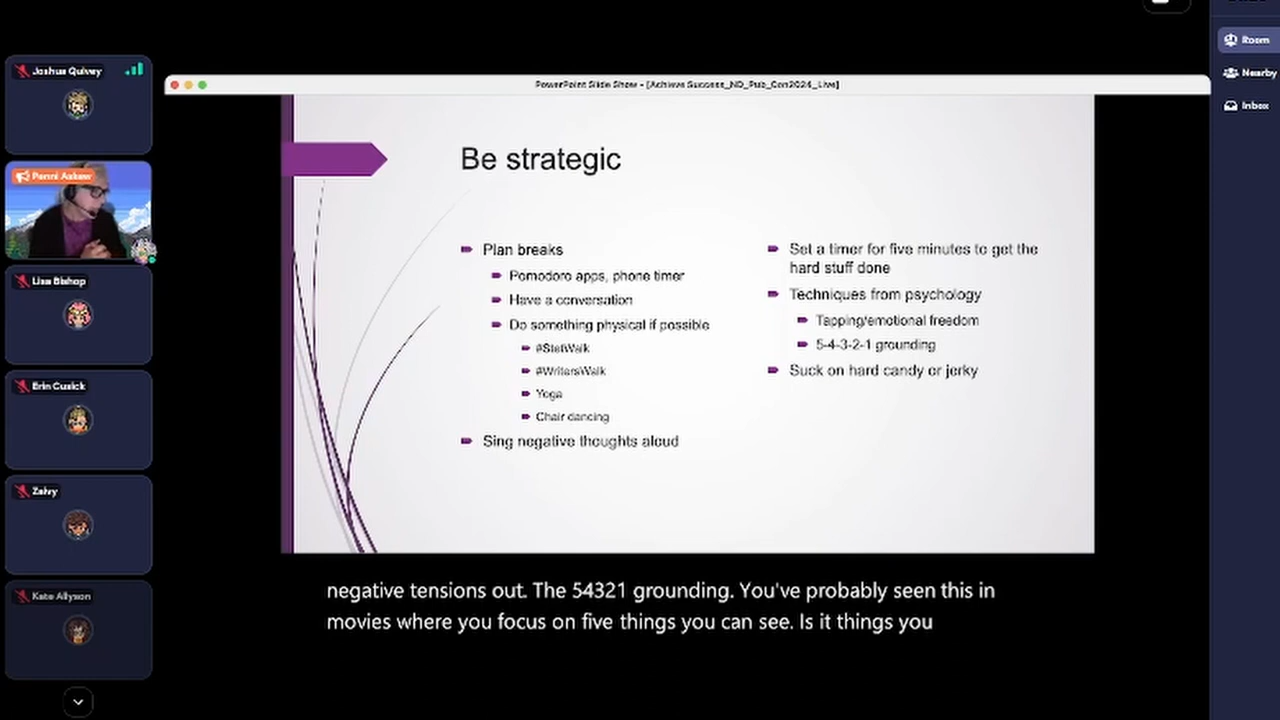 Room
Nearby
Inbox
Joshua Quivey
Penni Askew
Lisa Bishop
Erin Cusick
Zelvy
Kate Allyson
PowerPoint Slide Show - [Achieve Success_ND_Pub_Con2024_Live]
Be strategic
Plan breaks
Pomodoro apps, phone timer
Have a conversation
Do something physical if possible
#StetWalk
#WritersWalk
Yoga
Chair dancing
Sing negative thoughts aloud
Set a timer for five minutes to get the
hard stuff done
Techniques from psychology
Tapping/emotional freedom
5-4-3-2-1 grounding
Suck on hard candy or jerky
negative tensions out. The 54321 grounding. You've probably seen this in
movies where you focus on five things you can see. Is it things you